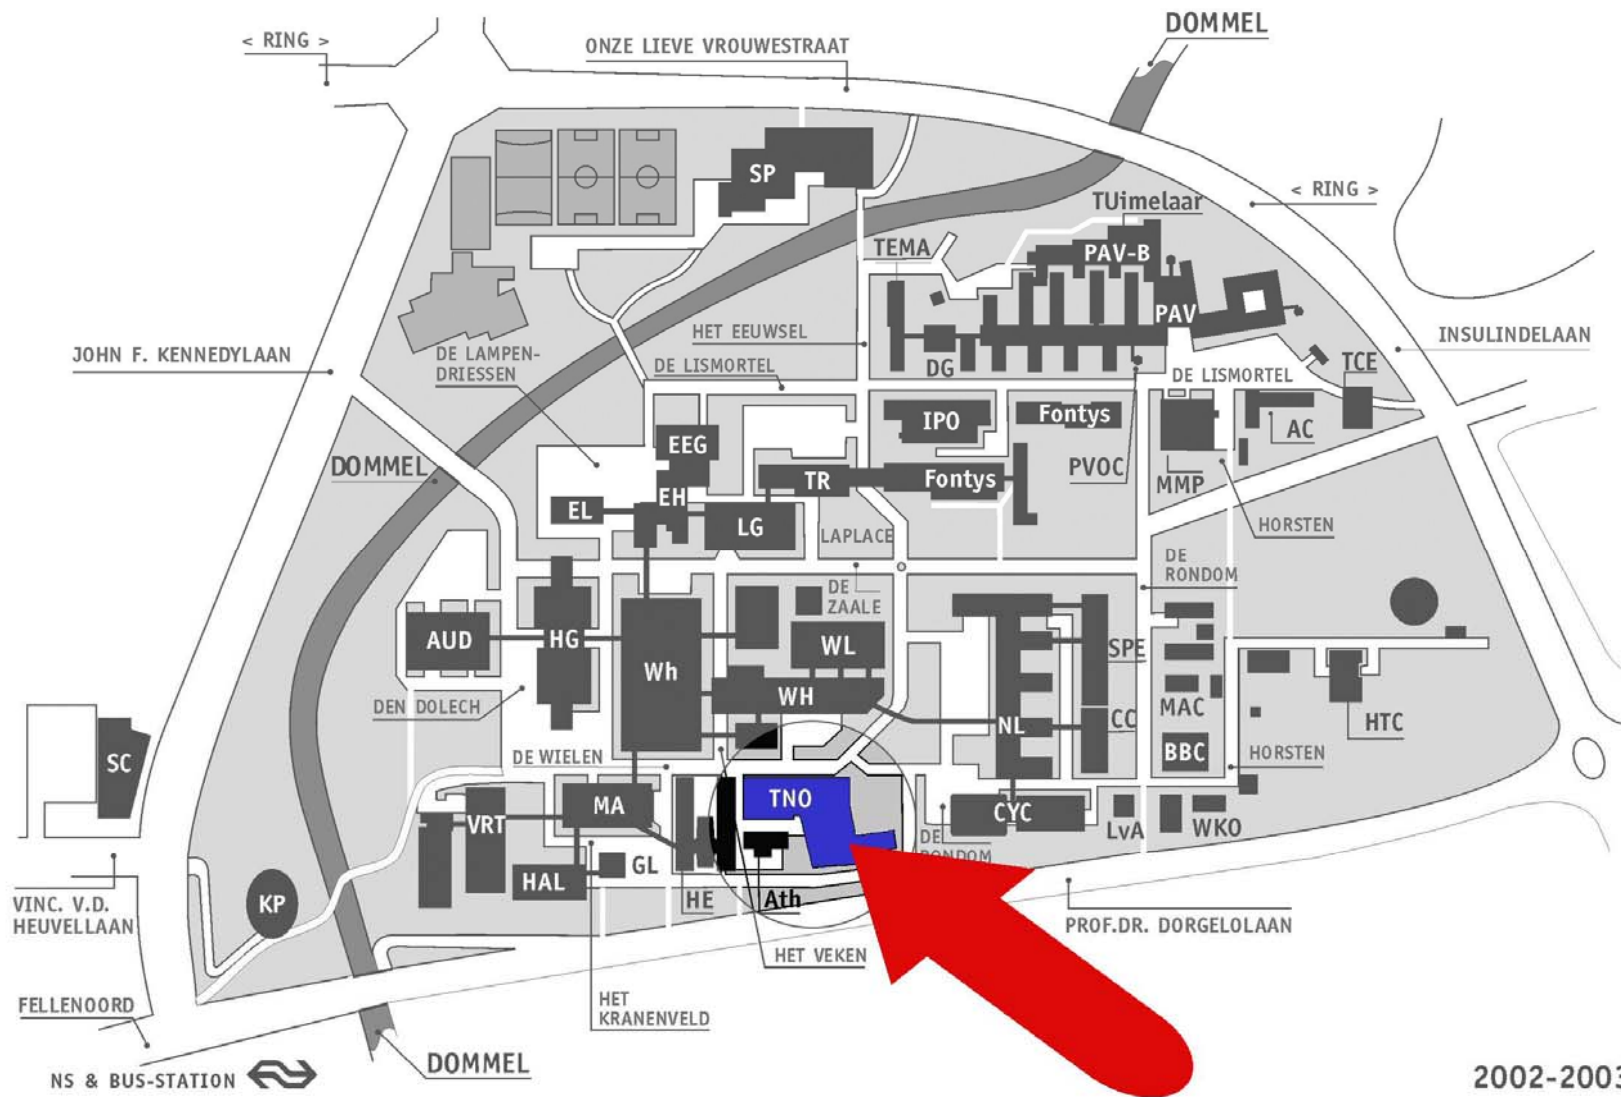 DOMMEL
< RING >
ONZE LIEVE VROUWESTRAAT
SP
< RING >
TUimelaar
TEMA
PAV-B
PAV
HET EEUWSEL
INSULINDELAAN
JOHN F. KENNEDYLAAN
DE LAMPEN-
DRIESSEN
DE LISMORTEL
DG
DE LISMORTEL
TCE
IPO
Fontys
AC
EEG
DOMMEL
TR
Fontys
PVOC
MMP
EH
EL
LG
LAPLACE
HORSTEN
DE
RONDOM
DE
ZAALE
AUD
HG
Wh
WL
SPE
WH
DEN DOLECH
NL
CC
MAC
HTC
SC
DE WIELEN
BBC
HORSTEN
TNO
MA
VRT
CYC
LvA
WKO
DE
RONDOM
GL
HAL
KP
HE
Ath
VINC. V.D.
HEUVELLAAN
PROF.DR. DORGELOLAAN
HET VEKEN
FELLENOORD
HET
KRANENVELD
DOMMEL
NS & BUS-STATION
2002-2003